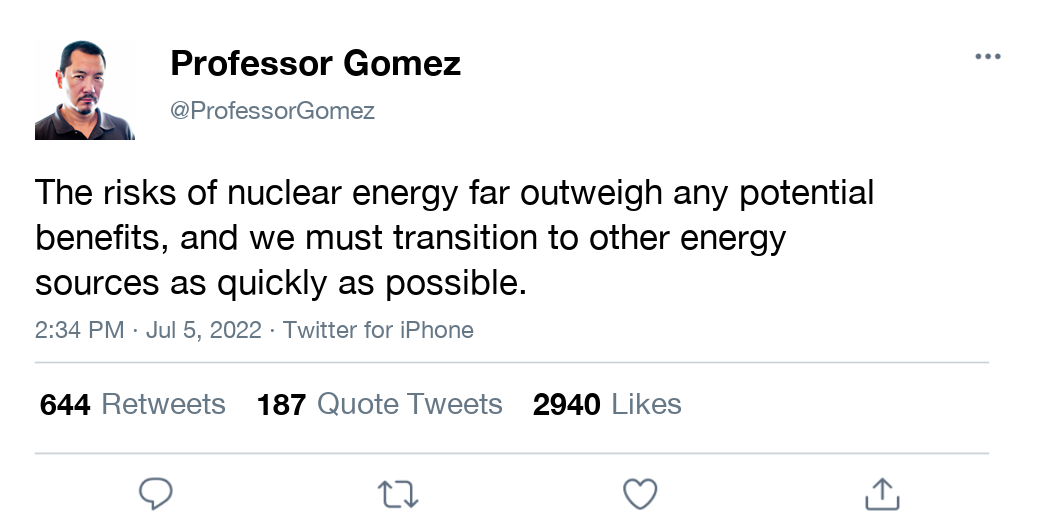 Professor Gomez
@ProfessorGomez
The risks of nuclear energy far outweigh any potential
benefits, and we must transition to other energy
sources as quickly as possible.
2:34 PM · Jul 5, 2022 · Twitter for iPhone
644 Retweets 187 Quote Tweets 2940 Likes